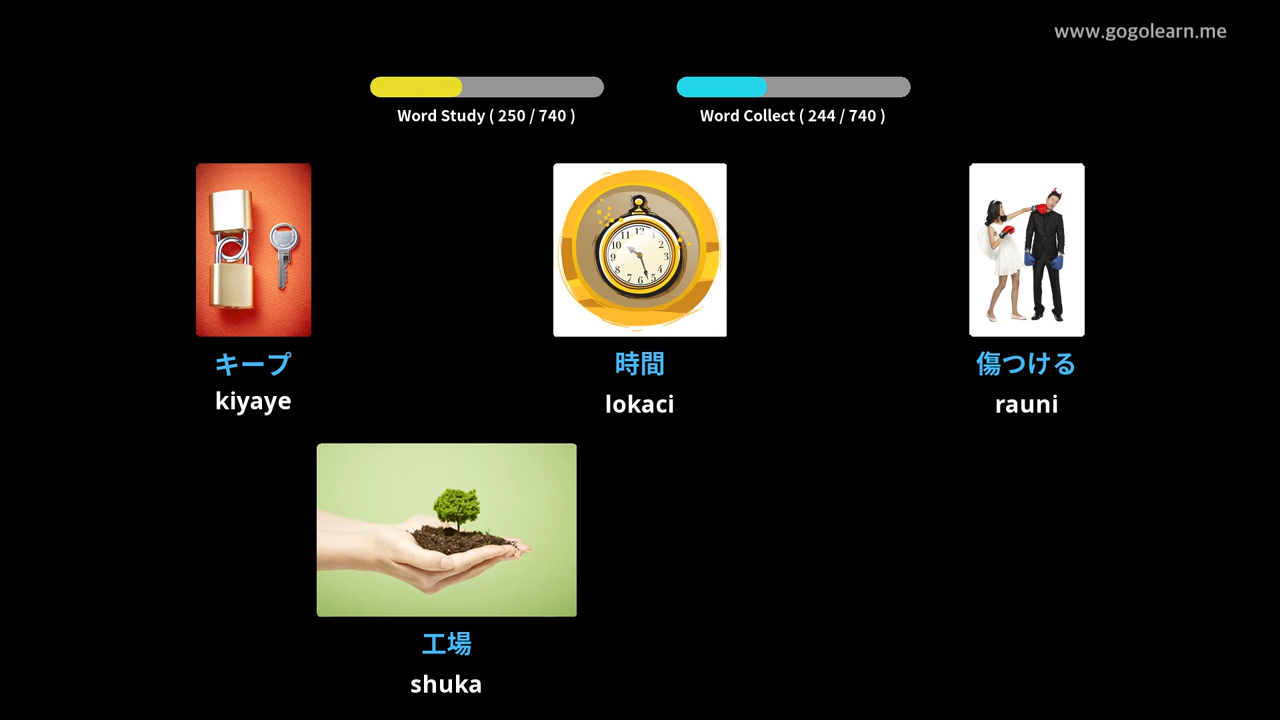 www.gogolearn.me
Word Study ( 250 / 740 )
Word Collect ( 244 / 740 )
キープ
kiyaye
時間
lokaci
傷つける
rauni
工場
shuka